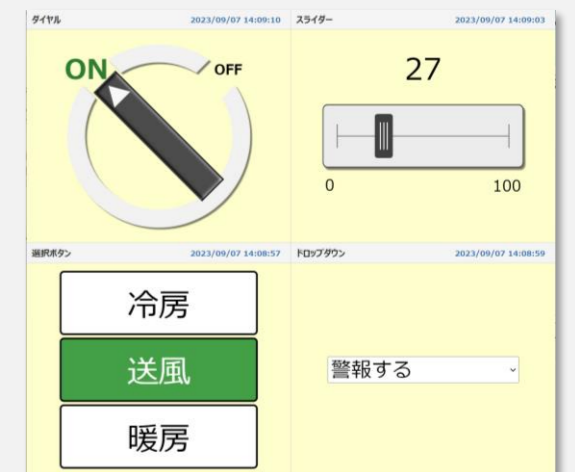 ダイヤル 2023/09/07 14:09:10
ON OFF
スライダー 2023/09/07 14:09:03
27
0 100
選択ボタン 2023/09/07 14:08:57
冷房
送風
暖房
ドロップダウン 2023/09/07 14:08:59
警報する